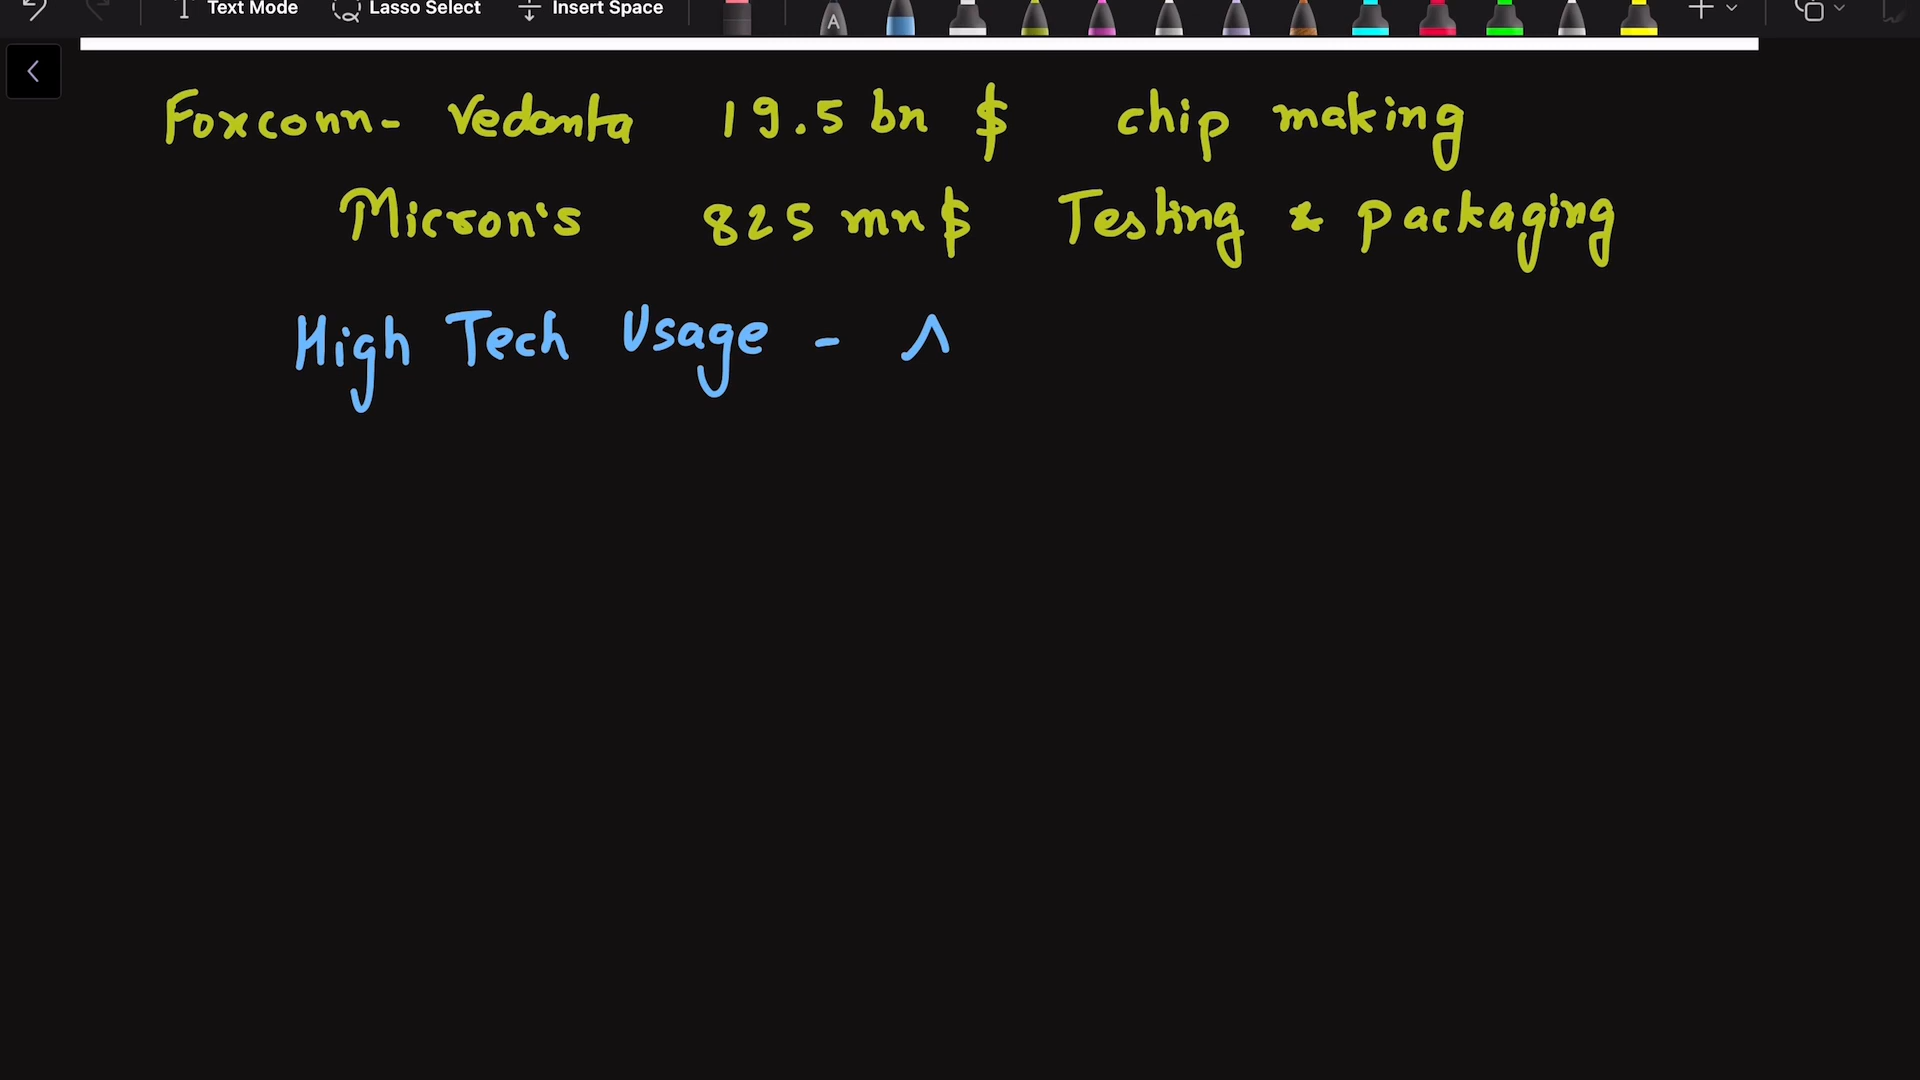 Text Mode Lasso Select Insert Space
Foxconn- Vedanta 19.5 bn $ chip making
Micron's 825 mn $ Testing & packaging
High Tech Usage -